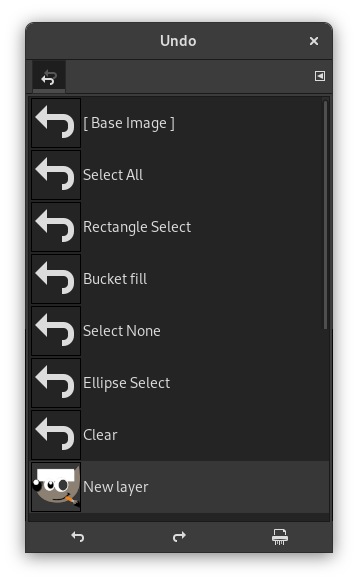 Undo
[ Base Image ]
Select All
Rectangle Select
Bucket fill
Select None
Ellipse Select
Clear
New layer